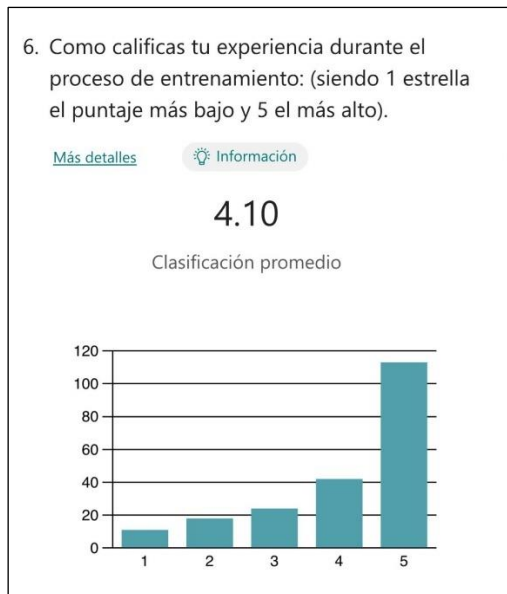 6. Como calificas tu experiencia durante el
proceso de entrenamiento: (siendo 1 estrella
el puntaje más bajo y 5 el más alto).
Más detalles
Información
4.10
Clasificación promedio
120
100
80
60
40
20
0
1 2 3 4 5